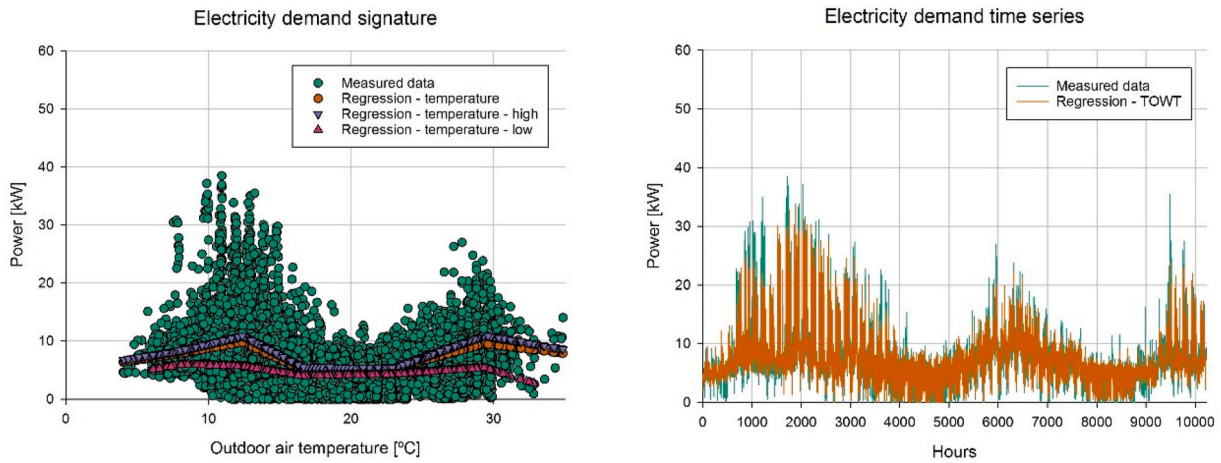 Electricity demand signature
60
50
40
30
20
10
0
Power [kW]
Measured data
Regression - temperature
Regression - temperature - high
Regression - temperature - low
0
10
20
30
Outdoor air temperature [ºC]
Electricity demand time series
60
50
40
30
20
10
0
Power [kW]
Measured data
Regression - TOWT
0
1000
2000
3000
4000
5000
6000
7000
8000
9000
10000
Hours